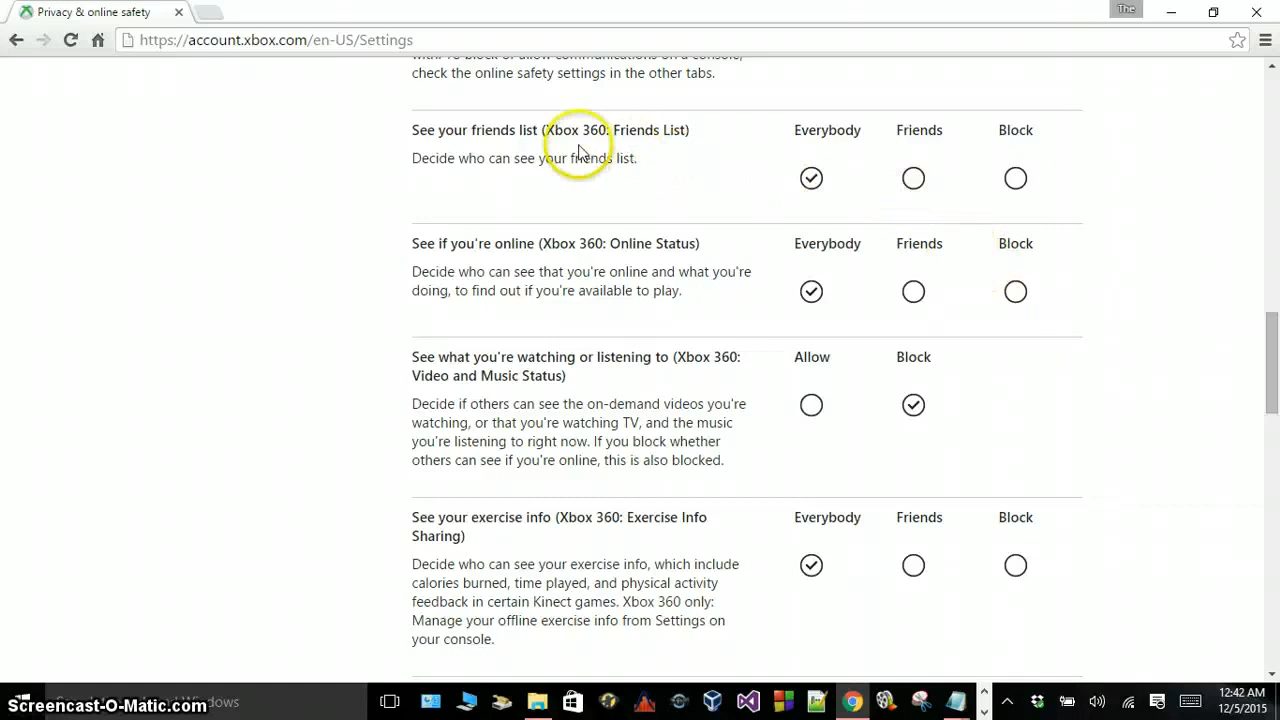 Privacy & online safety
The
https://account.xbox.com/en-US/Settings
check the online safety settings in the other tabs.
See your friends list (Xbox 360: Friends List)
Everybody Friends Block
Decide who can see your friends list.
See if you're online (Xbox 360: Online Status)
Everybody Friends Block
Decide who can see that you're online and what you're
doing, to find out if you're available to play.
See what you're watching or listening to (Xbox 360:
Video and Music Status)
Allow Block
Decide if others can see the on-demand videos you're
watching, or that you're watching TV, and the music
you're listening to right now. If you block whether
others can see if you're online, this is also blocked.
See your exercise info (Xbox 360: Exercise Info
Sharing)
Everybody Friends Block
Decide who can see your exercise info, which include
calories burned, time played, and physical activity
feedback in certain Kinect games. Xbox 360 only:
Manage your offline exercise info from Settings on
your console.
Screencast-O-Matic.com
12:42 AM
12/5/2015